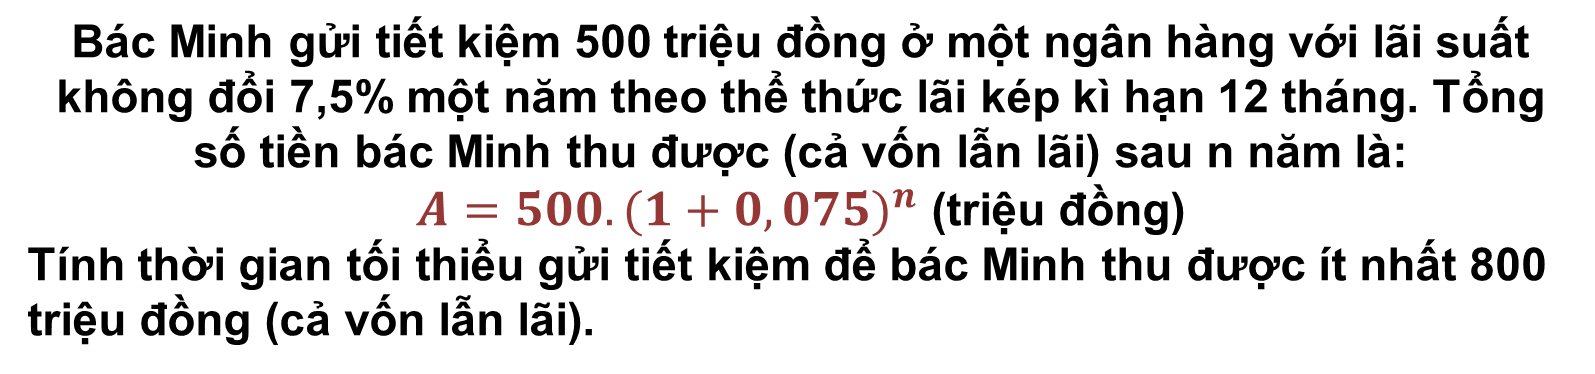 Bác Minh gửi tiết kiệm 500 triệu đồng ở một ngân hàng với lãi suất
không đổi 7,5% một năm theo thể thức lãi kép kì hạn 12 tháng. Tổng
số tiền bác Minh thu được (cả vốn lẫn lãi) sau n năm là:
A = 500. (1 + 0, 075)ⁿ (triệu đồng)
Tính thời gian tối thiểu gửi tiết kiệm để bác Minh thu được ít nhất 800
triệu đồng (cả vốn lẫn lãi).